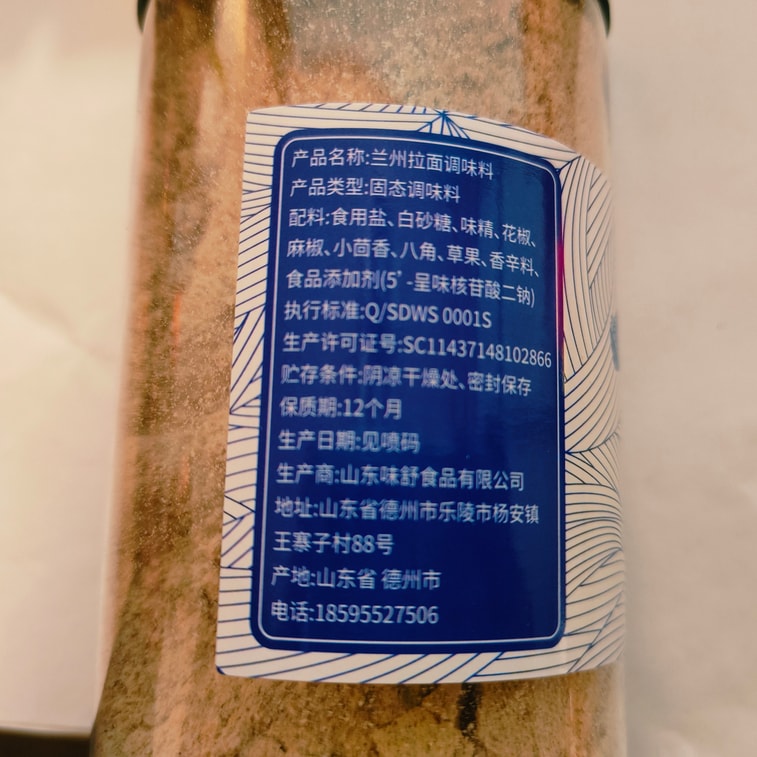 产品名称:兰州拉面调味料
产品类型:固态调味料
配料:食用盐、白砂糖、味精、花椒、
麻椒、小茴香、八角、草果、香辛料、
食品添加剂(5’-呈味核苷酸二钠)
执行标准:Q/SDWS 0001S
生产许可证号:SC11437148102866
贮存条件:阴凉干燥处、密封保存
保质期:12个月
生产日期:见喷码
生产商:山东味舒食品有限公司
地址:山东省德州市乐陵市杨安镇
王寨子村88号
产地:山东省 德州市
电话:18595527506